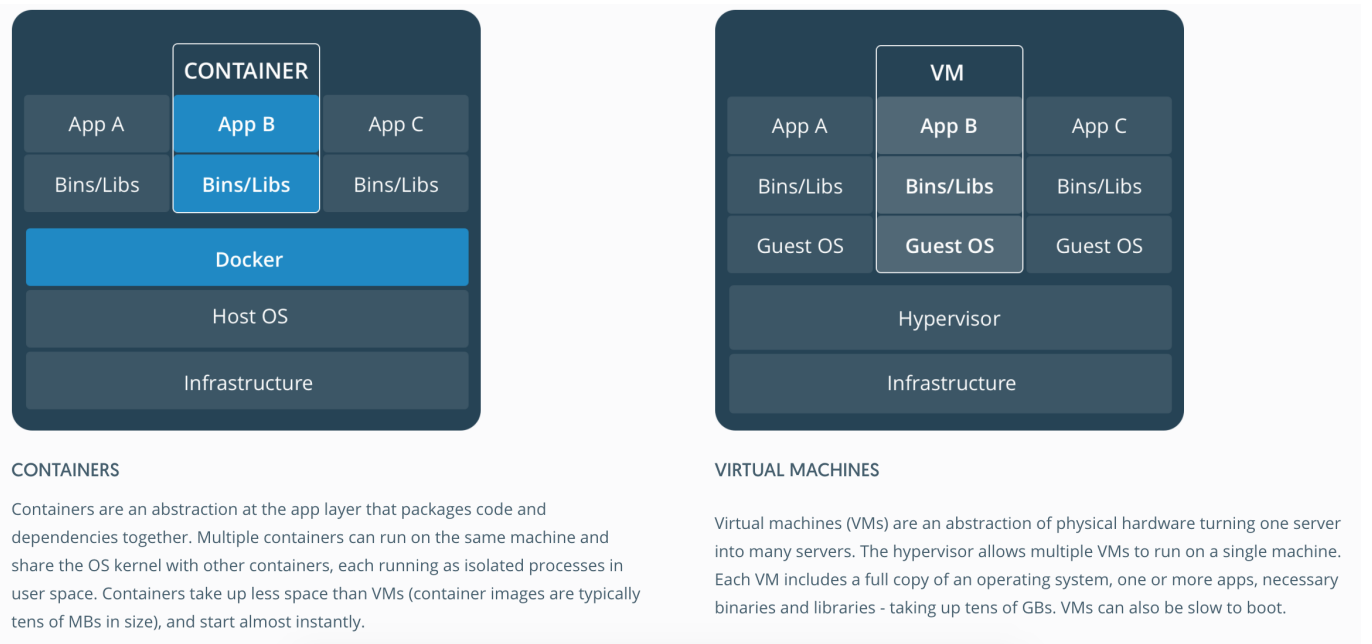 CONTAINER
App A
App B
App C
Bins/Libs
Bins/Libs
Bins/Libs
Docker
Host OS
Infrastructure
CONTAINERS
Containers are an abstraction at the app layer that packages code and
dependencies together. Multiple containers can run on the same machine and
share the OS kernel with other containers, each running as isolated processes in
user space. Containers take up less space than VMs (container images are typically
tens of MBs in size), and start almost instantly.
VM
App A
App B
App C
Bins/Libs
Bins/Libs
Bins/Libs
Guest OS
Guest OS
Guest OS
Hypervisor
Infrastructure
VIRTUAL MACHINES
Virtual machines (VMs) are an abstraction of physical hardware turning one server
into many servers. The hypervisor allows multiple VMs to run on a single machine.
Each VM includes a full copy of an operating system, one or more apps, necessary
binaries and libraries - taking up tens of GBs. VMs can also be slow to boot.